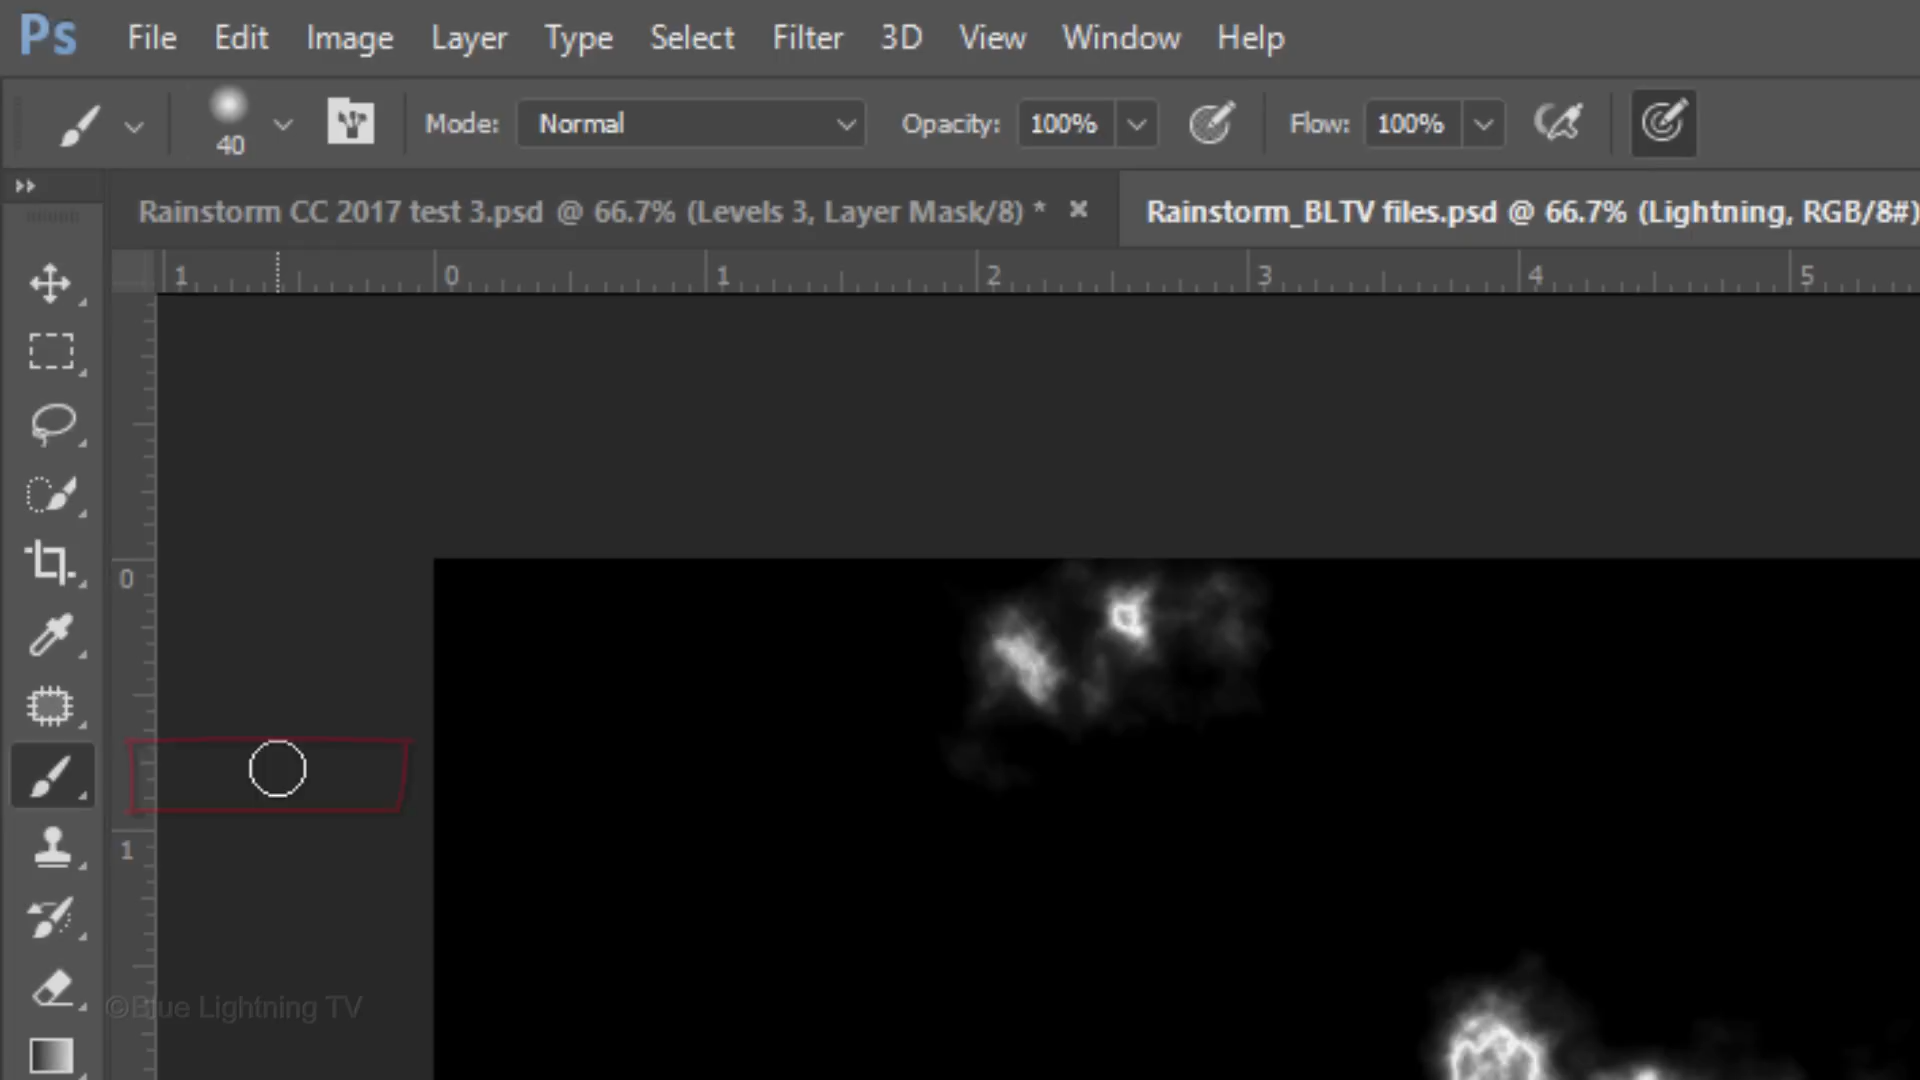 Ps File Edit Image Layer Type Select Filter 3D View Window Help
40 Mode: Normal Opacity: 100% Flow: 100%
Rainstorm CC 2017 test 3.psd @ 66.7% (Levels 3, Layer Mask/8) * Rainstorm_BLTV files.psd @ 66.7% (Lightning, RGB/8#)
1 0 1 2 3 4 5
0
1
©Blue Lightning TV